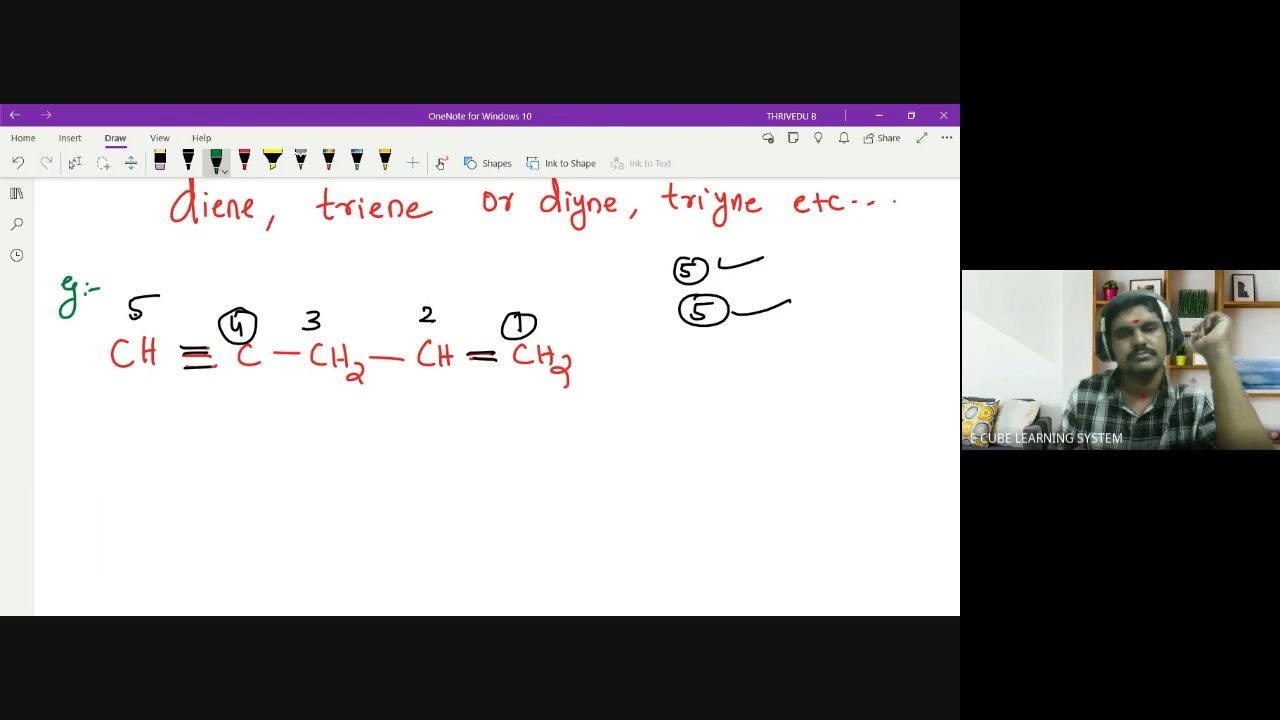 OneNote for Windows 10
THRIVEDU B
Home Insert Draw View Help
Share
Shapes Ink to Shape Ink to Text
diene, triene or diyne, triyne etc...
5 ✓
eg:-
5 4 3 2 1
5 ✓
CH ≡ C — CH2 — CH = CH2
E CUBE LEARNING SYSTEM